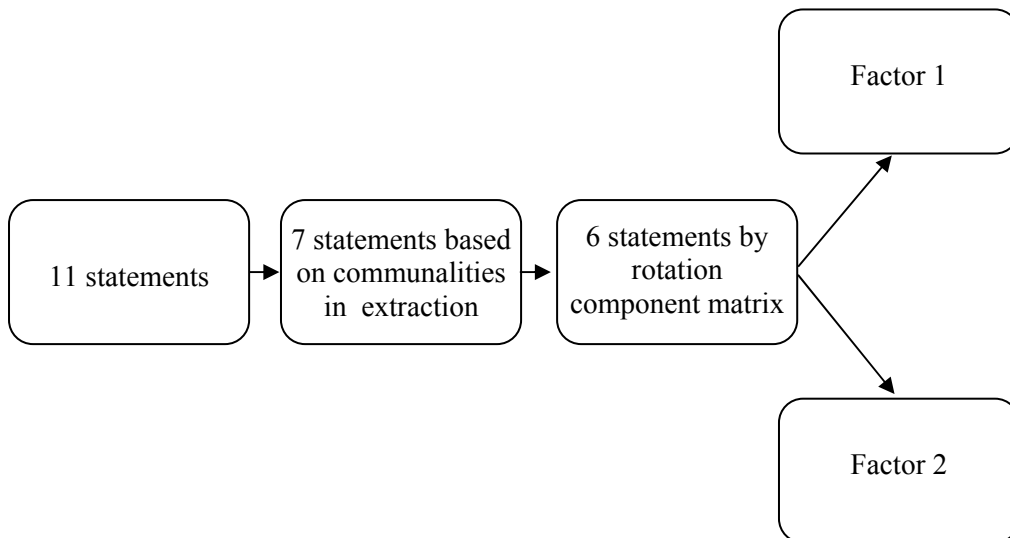 Factor 1
11 statements
7 statements based
on communalities
in extraction
6 statements by
rotation
component matrix
Factor 2